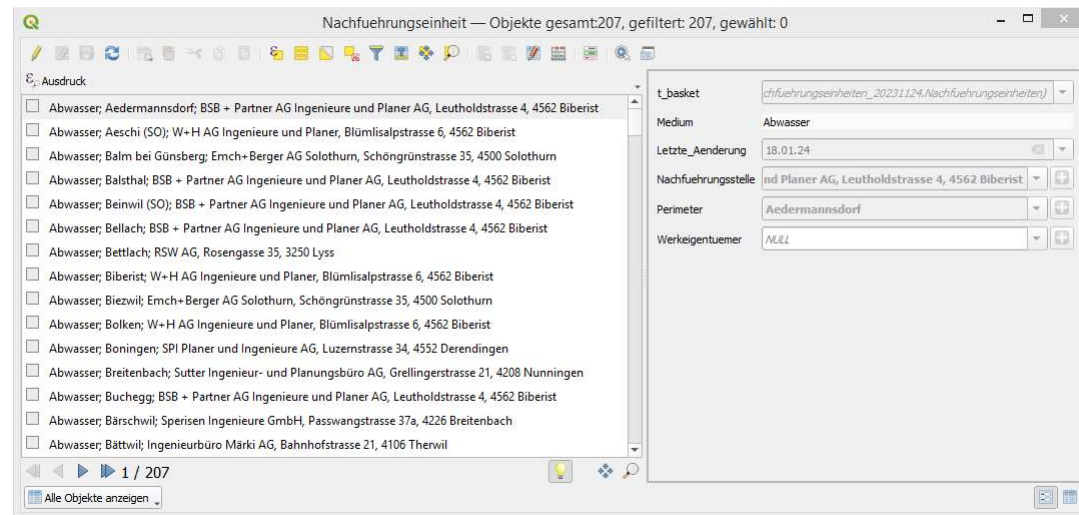 Nachfuehrungseinheit — Objekte gesamt:207, gefiltert: 207, gewählt: 0
Ausdruck
Abwasser; Aedermannsdorf; BSB + Partner AG Ingenieure und Planer AG, Leutholdstrasse 4, 4562 Biberist
Abwasser; Aeschi (SO); W+H AG Ingenieure und Planer, Blümlisalpstrasse 6, 4562 Biberist
Abwasser; Balm bei Günsberg; Emch+Berger AG Solothurn, Schöngrünstrasse 35, 4500 Solothurn
Abwasser; Balsthal; BSB + Partner AG Ingenieure und Planer AG, Leutholdstrasse 4, 4562 Biberist
Abwasser; Beinwil (SO); BSB + Partner AG Ingenieure und Planer AG, Leutholdstrasse 4, 4562 Biberist
Abwasser; Bellach; BSB + Partner AG Ingenieure und Planer AG, Leutholdstrasse 4, 4562 Biberist
Abwasser; Bettlach; RSW AG, Rosengasse 35, 3250 Lyss
Abwasser; Biberist; W+H AG Ingenieure und Planer, Blümlisalpstrasse 6, 4562 Biberist
Abwasser; Biezwil; Emch+Berger AG Solothurn, Schöngrünstrasse 35, 4500 Solothurn
Abwasser; Bolken; W+H AG Ingenieure und Planer, Blümlisalpstrasse 6, 4562 Biberist
Abwasser; Boningen; SPI Planer und Ingenieure AG, Luzernstrasse 34, 4552 Derendingen
Abwasser; Breitenbach; Sutter Ingenieur- und Planungsbüro AG, Grellingerstrasse 21, 4208 Nunningen
Abwasser; Buchegg; BSB + Partner AG Ingenieure und Planer AG, Leutholdstrasse 4, 4562 Biberist
Abwasser; Bärschwil; Sperisen Ingenieure GmbH, Passwangstrasse 37a, 4226 Breitenbach
Abwasser; Bättwil; Ingenieurbüro Märki AG, Bahnhofstrasse 21, 4106 Therwil
1 / 207
Alle Objekte anzeigen
t_basket chfuehrungseinheiten_20231124.Nachfuehrungseinheiten)
Medium Abwasser
Letzte_Aenderung 18.01.24
Nachfuehrungsstelle nd Planer AG, Leutholdstrasse 4, 4562 Biberist
Perimeter Aedermannsdorf
Werkeigentuemer NULL